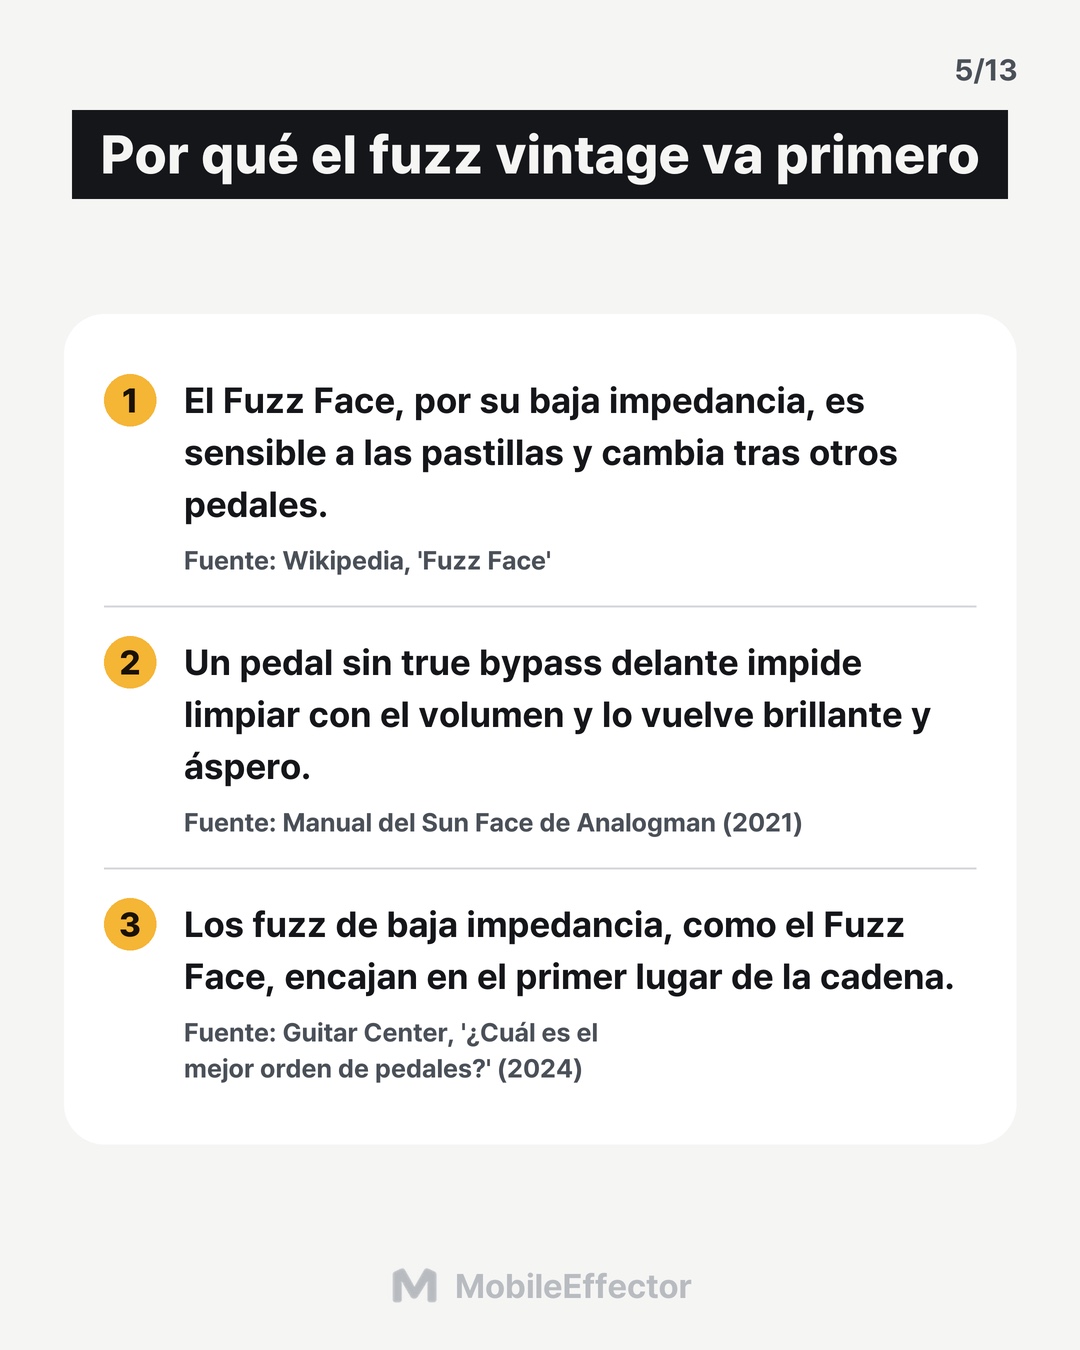 5/13
Por qué el fuzz vintage va primero
1
El Fuzz Face, por su baja impedancia, es
sensible a las pastillas y cambia tras otros
pedales.
Fuente: Wikipedia, 'Fuzz Face'
2
Un pedal sin true bypass delante impide
limpiar con el volumen y lo vuelve brillante y
áspero.
Fuente: Manual del Sun Face de Analogman (2021)
3
Los fuzz de baja impedancia, como el Fuzz
Face, encajan en el primer lugar de la cadena.
Fuente: Guitar Center, '¿Cuál es el
mejor orden de pedales?' (2024)
MobileEffector